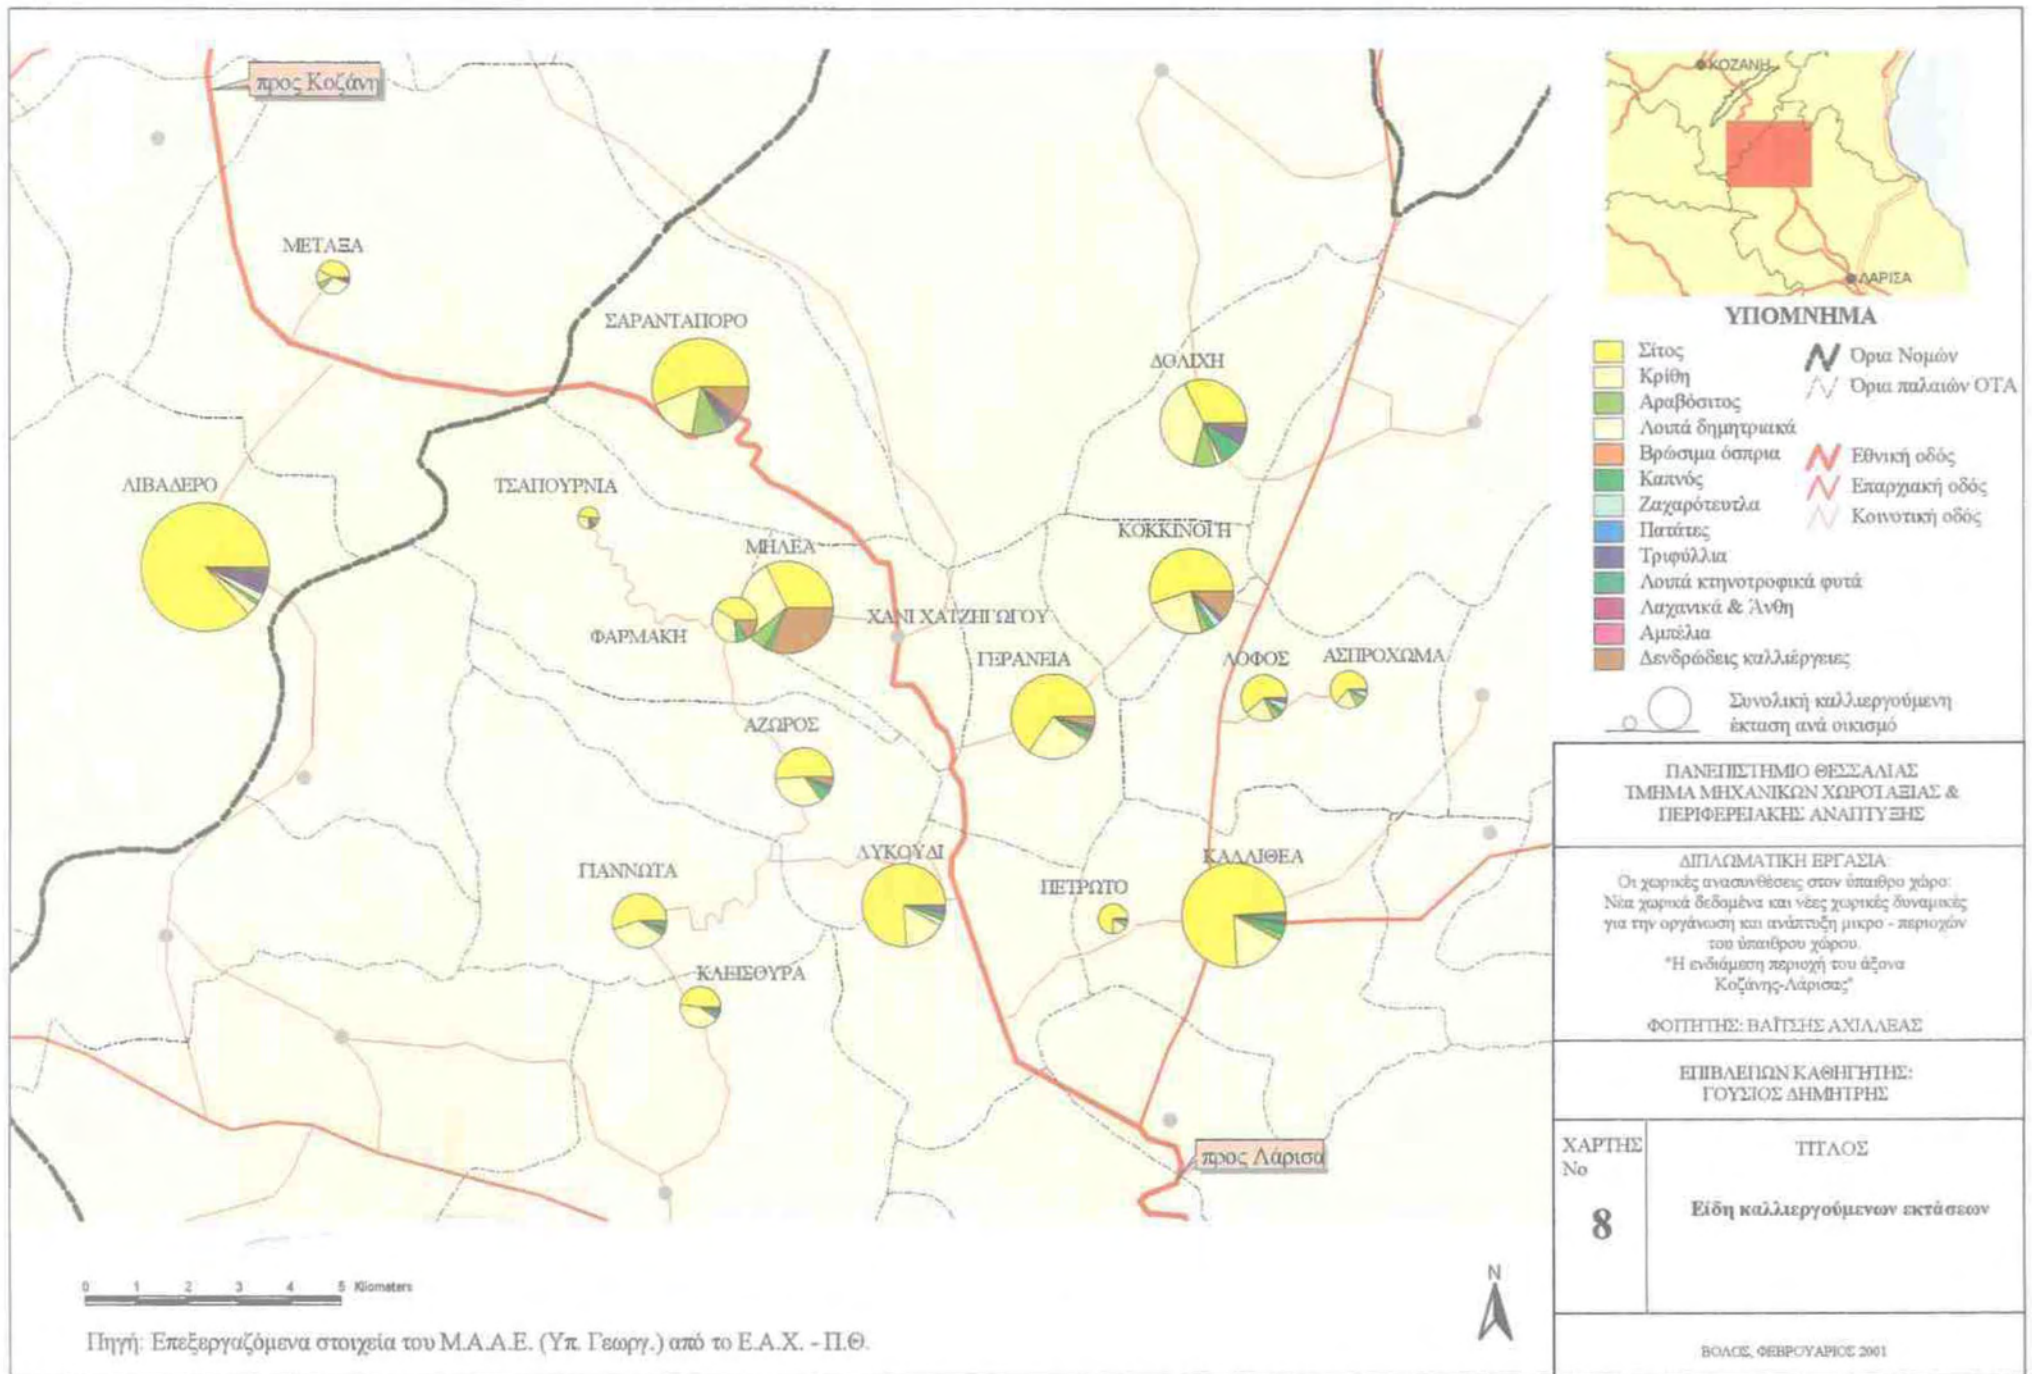 προς Κοζάνη
ΜΕΤΑΞΑ
ΣΑΡΑΝΤΑΠΟΡΟ
ΔΟΛΙΧΗ
ΛΙΒΑΔΕΡΟ
ΤΣΑΠΟΥΡΝΙΑ
ΜΗΛΕΑ
ΚΟΚΚΙΝΟΓΗ
ΦΑΡΜΑΚΗ
ΧΑΝΙ ΧΑΤΖΗΓΩΓΟΥ
ΓΕΡΑΝΕΙΑ
ΛΟΦΟΣ
ΑΣΠΡΟΧΩΜΑ
ΑΖΩΡΟΣ
ΓΙΑΝΝΩΤΑ
ΛΥΚΟΥΔΙ
ΠΕΤΡΩΤΟ
ΚΑΛΛΙΘΕΑ
ΚΛΕΙΣΟΥΡΑ
προς Λάρισα
0 1 2 3 4 5 Kilometers
Πηγή: Επεξεργαζόμενα στοιχεία του Μ.Α.Α.Ε. (Υπ. Γεωργ.) από το Ε.Α.Χ. - Π.Θ.
N
ΚΟΖΑΝΗ
ΛΑΡΙΣΑ
ΥΠΟΜΝΗΜΑ
Σίτος
Κρίθη
Αραβόσιτος
Λοιπά δημητριακά
Βρώσιμα όσπρια
Καπνός
Ζαχαρότευτλα
Πατάτες
Τριφύλλια
Λοιπά κτηνοτροφικά φυτά
Λαχανικά & Άνθη
Αμπέλια
Δενδρώδεις καλλιέργειες
Όρια Νομών
Όρια παλαιών ΟΤΑ
Εθνική οδός
Επαρχιακή οδός
Κοινοτική οδός
Συνολική καλλιεργούμενη
έκταση ανά οικισμό
ΠΑΝΕΠΙΣΤΗΜΙΟ ΘΕΣΣΑΛΙΑΣ
ΤΜΗΜΑ ΜΗΧΑΝΙΚΩΝ ΧΩΡΟΤΑΞΙΑΣ &
ΠΕΡΙΦΕΡΕΙΑΚΗΣ ΑΝΑΠΤΥΞΗΣ
ΔΙΠΛΩΜΑΤΙΚΗ ΕΡΓΑΣΙΑ:
Οι χωρικές ανασυνθέσεις στον ύπαιθρο χώρο:
Νέα χωρικά δεδομένα και νέες χωρικές δυναμικές
για την οργάνωση και ανάπτυξη μικρο - περιοχών
του ύπαιθρου χώρου.
"Η ενδιάμεση περιοχή του άξονα
Κοζάνης-Λάρισας"
ΦΟΙΤΗΤΗΣ: ΒΑΪΤΣΗΣ ΑΧΙΛΛΕΑΣ
ΕΠΙΒΛΕΠΩΝ ΚΑΘΗΓΗΤΗΣ:
ΓΟΥΣΙΟΣ ΔΗΜΗΤΡΗΣ
ΧΑΡΤΗΣ
Νο
8
ΤΙΤΛΟΣ
Είδη καλλιεργούμενων εκτάσεων
ΒΟΛΟΣ, ΦΕΒΡΟΥΑΡΙΟΣ 2001